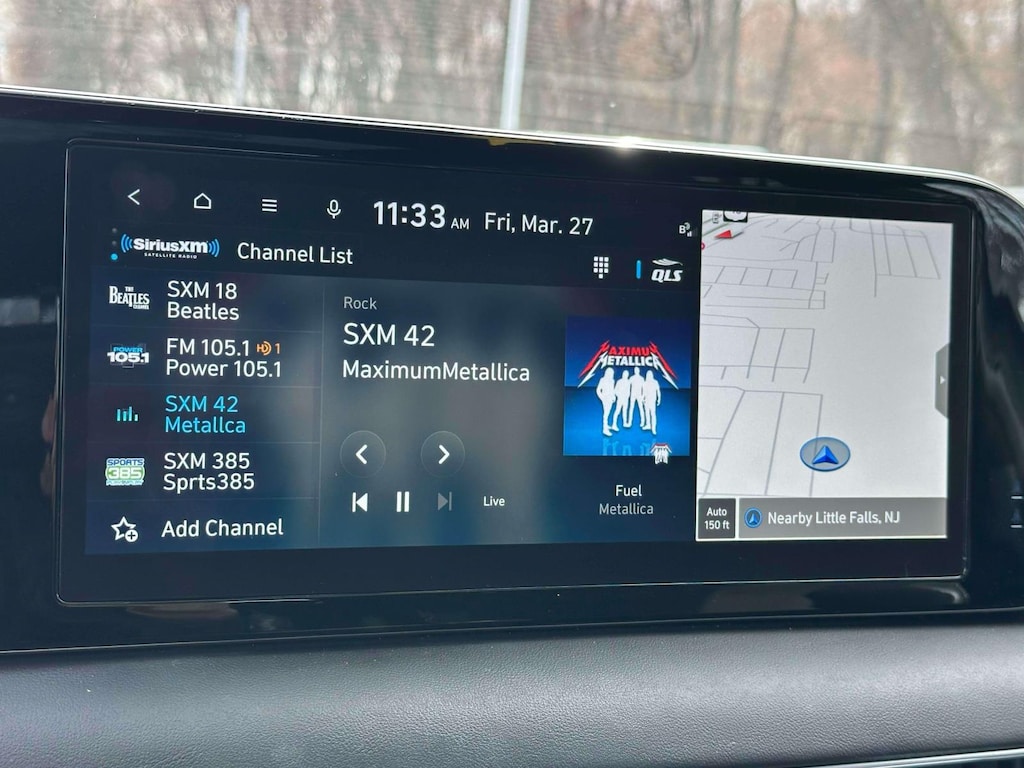 11:33 AM Fri, Mar. 27
SiriusXM
SATELLITE RADIO
Channel List
QLS
THE
BEATLES
CHANNEL
SXM 18
Beatles
POWER
105.1
FM 105.1 HD 1
Power 105.1
SXM 42
Metallca
SPORTS
385
SXM 385
Sprts385
Add Channel
Rock
SXM 42
MaximumMetallica
Live
MAXIMUM
METALLICA
Fuel
Metallica
Auto
150 ft
Nearby Little Falls, NJ